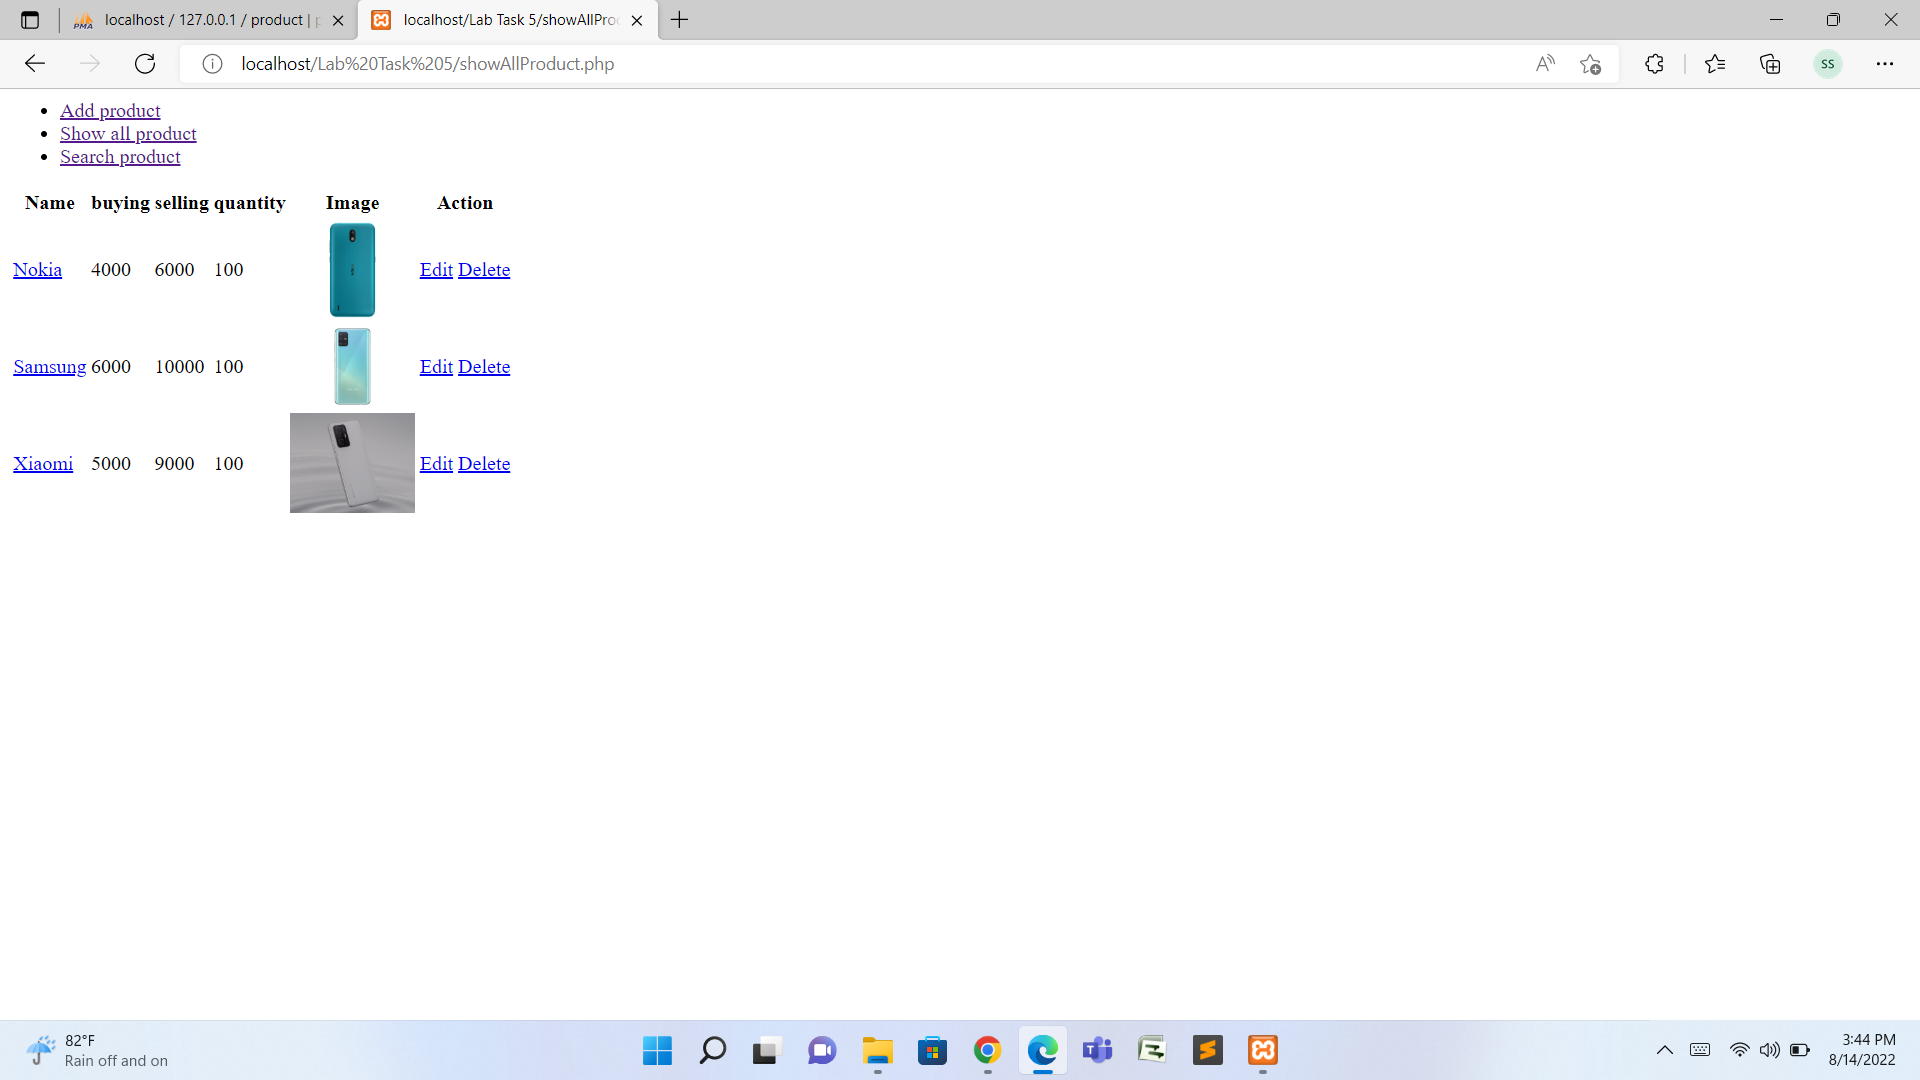 PMA localhost / 127.0.0.1 / product | localhost/Lab Task 5/showAllPro
localhost/Lab%20Task%205/showAllProduct.php
SS
Add product
Show all product
Search product
Name buying selling quantity Image Action
Nokia 4000 6000 100 Edit Delete
Samsung 6000 10000 100 Edit Delete
Xiaomi 5000 9000 100 Edit Delete
82°F
Rain off and on
3:44 PM
8/14/2022